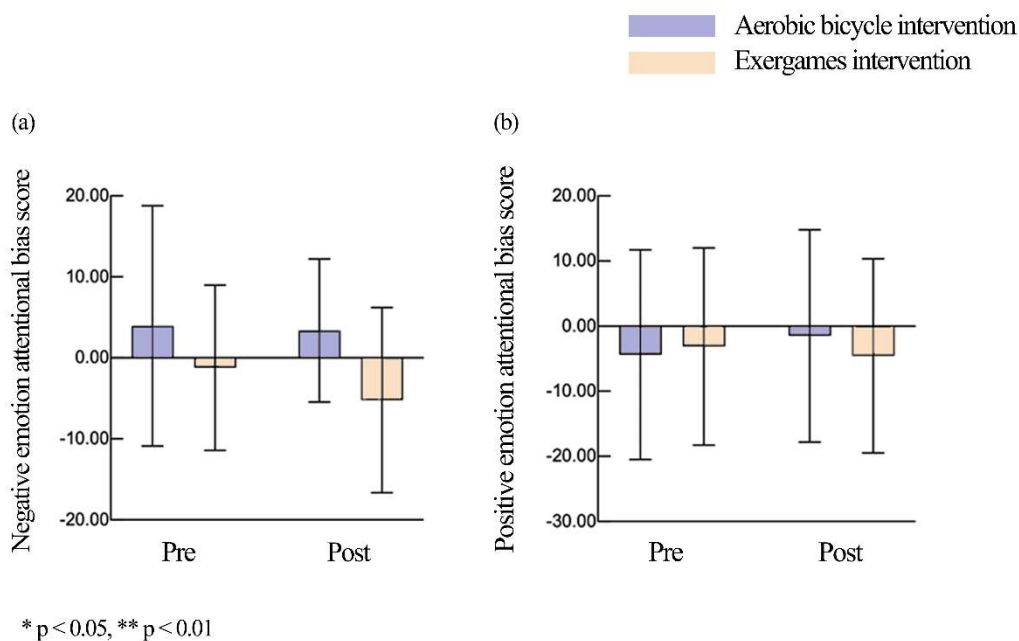 Aerobic bicycle intervention
Exergames intervention
(a)
Negative emotion attentional bias score
20.00
10.00
0.00
-10.00
-20.00
Pre Post
(b)
Positive emotion attentional bias score
20.00
10.00
0.00
-10.00
-20.00
-30.00
Pre Post
* p < 0.05, ** p < 0.01